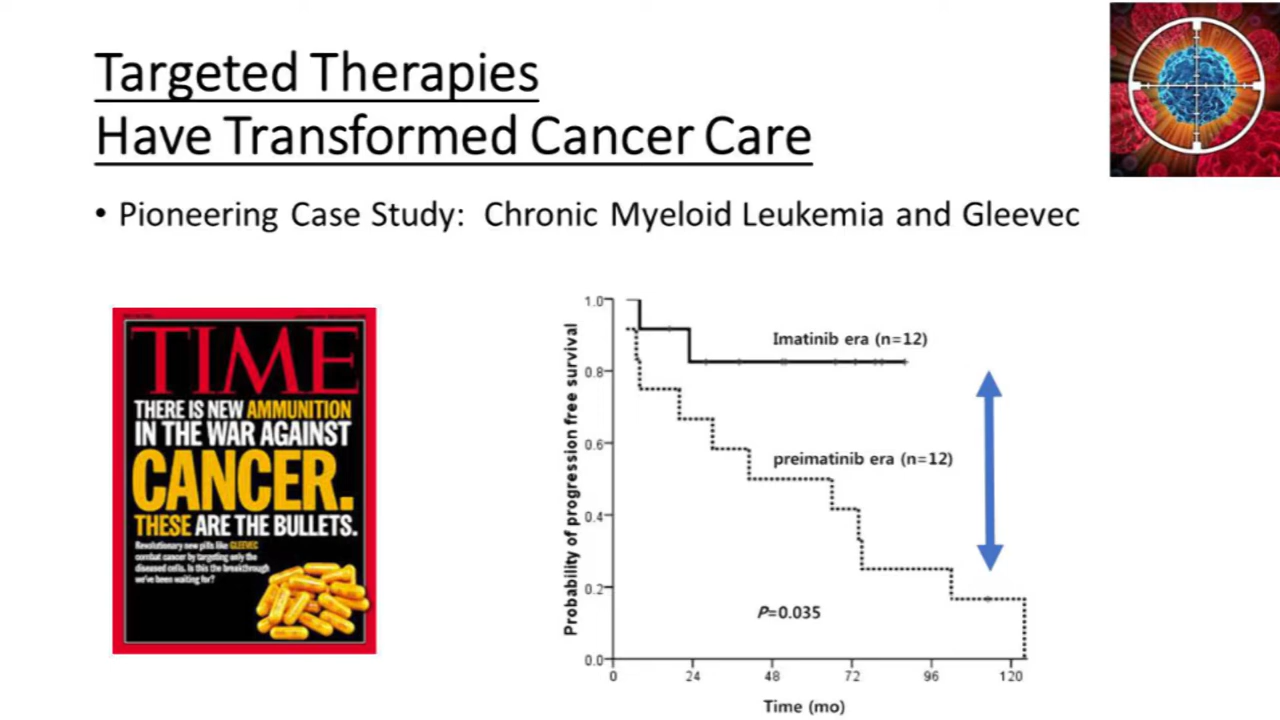 Targeted Therapies
Have Transformed Cancer Care
• Pioneering Case Study: Chronic Myeloid Leukemia and Gleevec
TIME
THERE IS NEW AMMUNITION
IN THE WAR AGAINST
CANCER.
THESE ARE THE BULLETS.
Revolutionary new pills like GLEEVEC
combat cancer by targeting only the
diseased cells. Is this the breakthrough
we've been waiting for?
Probability of progression free survival
1.0
0.8
0.6
0.4
0.2
0.0
Imatinib era (n=12)
preimatinib era (n=12)
P=0.035
0 24 48 72 96 120
Time (mo)